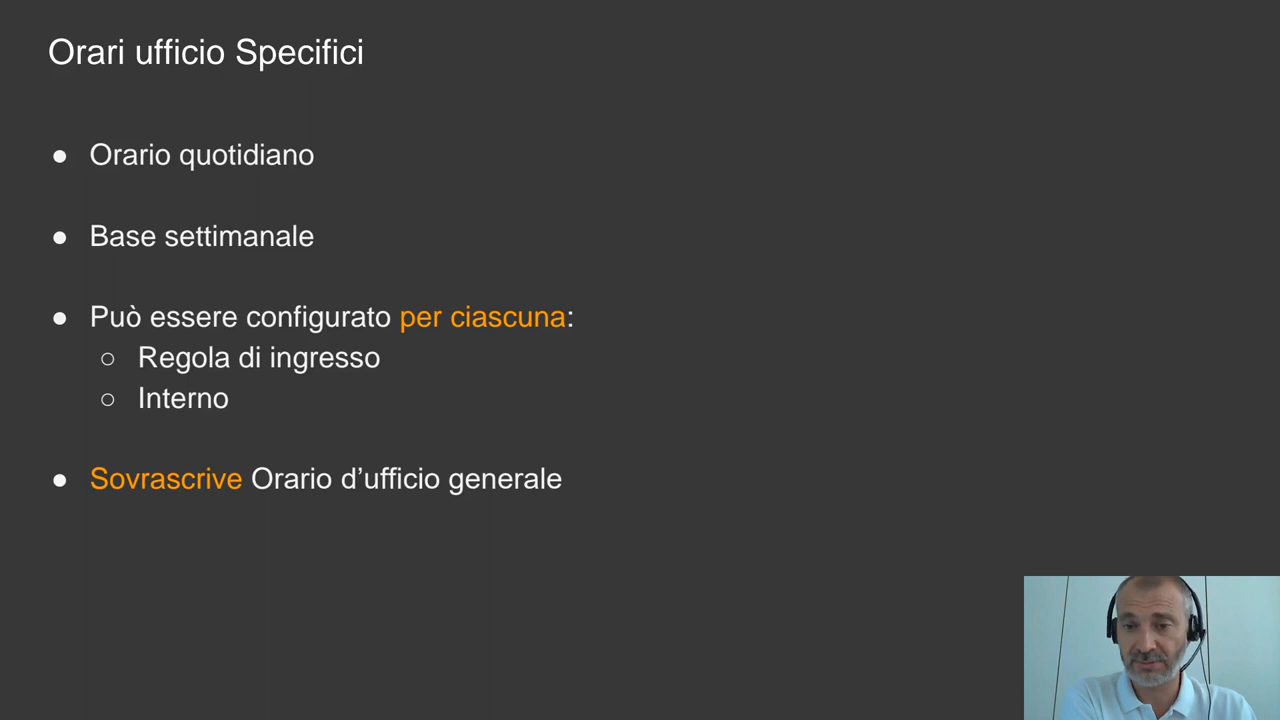 Orari ufficio Specifici
● Orario quotidiano
● Base settimanale
● Può essere configurato per ciascuna:
○ Regola di ingresso
○ Interno
● Sovrascrive Orario d’ufficio generale